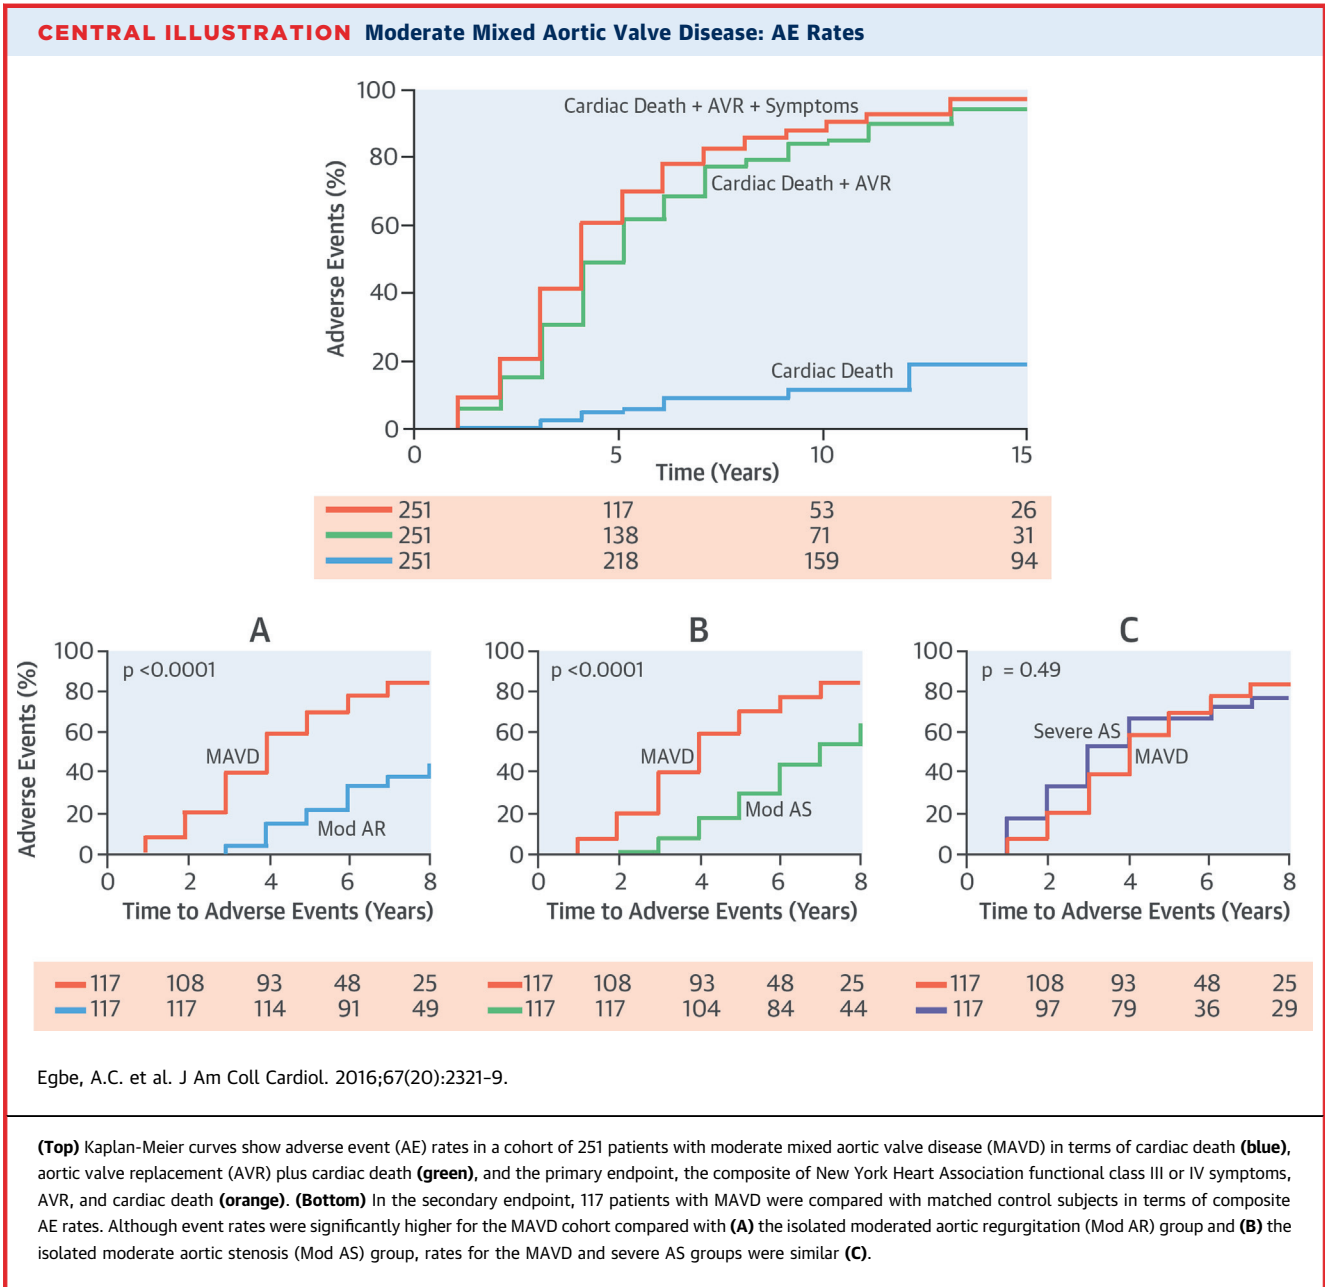 CENTRAL ILLUSTRATION Moderate Mixed Aortic Valve Disease: AE Rates
100
80
60
40
20
0
Adverse Events (%)
Cardiac Death + AVR + Symptoms
Cardiac Death + AVR
Cardiac Death
0 5 10 15
Time (Years)
251 117 53 26
251 138 71 31
251 218 159 94
A
100
80
60
40
20
0
Adverse Events (%)
p <0.0001
MAVD
Mod AR
0 2 4 6 8
Time to Adverse Events (Years)
B
100
80
60
40
20
0
p <0.0001
MAVD
Mod AS
0 2 4 6 8
Time to Adverse Events (Years)
C
100
80
60
40
20
0
p = 0.49
Severe AS
MAVD
0 2 4 6 8
Time to Adverse Events (Years)
117 108 93 48 25
117 117 114 91 49
117 108 93 48 25
117 117 104 84 44
117 108 93 48 25
117 97 79 36 29
Egbe, A.C. et al. J Am Coll Cardiol. 2016;67(20):2321–9.
(Top) Kaplan-Meier curves show adverse event (AE) rates in a cohort of 251 patients with moderate mixed aortic valve disease (MAVD) in terms of cardiac death (blue),
aortic valve replacement (AVR) plus cardiac death (green), and the primary endpoint, the composite of New York Heart Association functional class III or IV symptoms,
AVR, and cardiac death (orange). (Bottom) In the secondary endpoint, 117 patients with MAVD were compared with matched control subjects in terms of composite
AE rates. Although event rates were significantly higher for the MAVD cohort compared with (A) the isolated moderated aortic regurgitation (Mod AR) group and (B) the
isolated moderate aortic stenosis (Mod AS) group, rates for the MAVD and severe AS groups were similar (C).